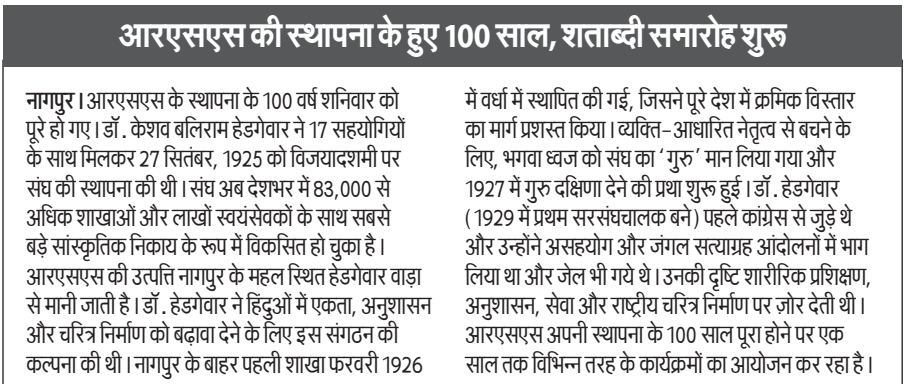 आरएसएस की स्थापना के हुए 100 साल, शताब्दी समारोह शुरू
नागपुर । आरएसएस के स्थापना के 100 वर्ष शनिवार को
पूरे हो गए । डॉ . केशव बलिराम हेडगेवार ने 17 सहयोगियों
के साथ मिलकर 27 सितंबर, 1925 को विजयादशमी पर
संघ की स्थापना की थी । संघ अब देशभर में 83,000 से
अधिक शाखाओं और लाखों स्वयंसेवकों के साथ सबसे
बड़े सांस्कृतिक निकाय के रूप में विकसित हो चुका है ।
आरएसएस की उत्पत्ति नागपुर के महल स्थित हेडगेवार वाड़ा
से मानी जाती है । डॉ . हेडगेवार ने हिंदुओं में एकता, अनुशासन
और चरित्र निर्माण को बढ़ावा देने के लिए इस संगठन की
कल्पना की थी । नागपुर के बाहर पहली शाखा फरवरी 1926
में वर्धा में स्थापित की गई, जिसने पूरे देश में क्रमिक विस्तार
का मार्ग प्रशस्त किया । व्यक्ति-आधारित नेतृत्व से बचने के
लिए, भगवा ध्वज को संघ का ' गुरु ' मान लिया गया और
1927 में गुरु दक्षिणा देने की प्रथा शुरू हुई । डॉ . हेडगेवार
( 1929 में प्रथम सरसंघचालक बने ) पहले कांग्रेस से जुड़े थे
और उन्होंने असहयोग और जंगल सत्याग्रह आंदोलनों में भाग
लिया था और जेल भी गये थे । उनकी दृष्टि शारीरिक प्रशिक्षण,
अनुशासन, सेवा और राष्ट्रीय चरित्र निर्माण पर ज़ोर देती थी ।
आरएसएस अपनी स्थापना के 100 साल पूरा होने पर एक
साल तक विभिन्न तरह के कार्यक्रमों का आयोजन कर रहा है ।